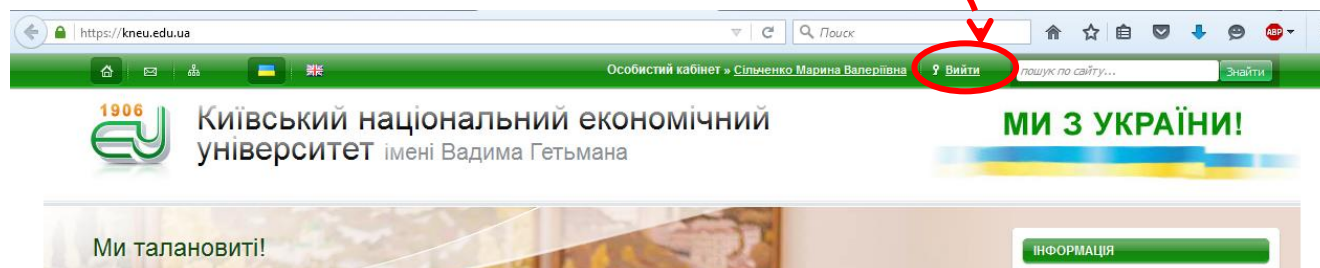 https://kneu.edu.ua
Поиск
ABP
Особистий кабінет » Сільченко Марина Валеріївна
Вийти
пошук по сайту...
Знайти
1906
Київський національний економічний
університет імені Вадима Гетьмана
МИ З УКРАЇНИ!
Ми талановиті!
ІНФОРМАЦІЯ